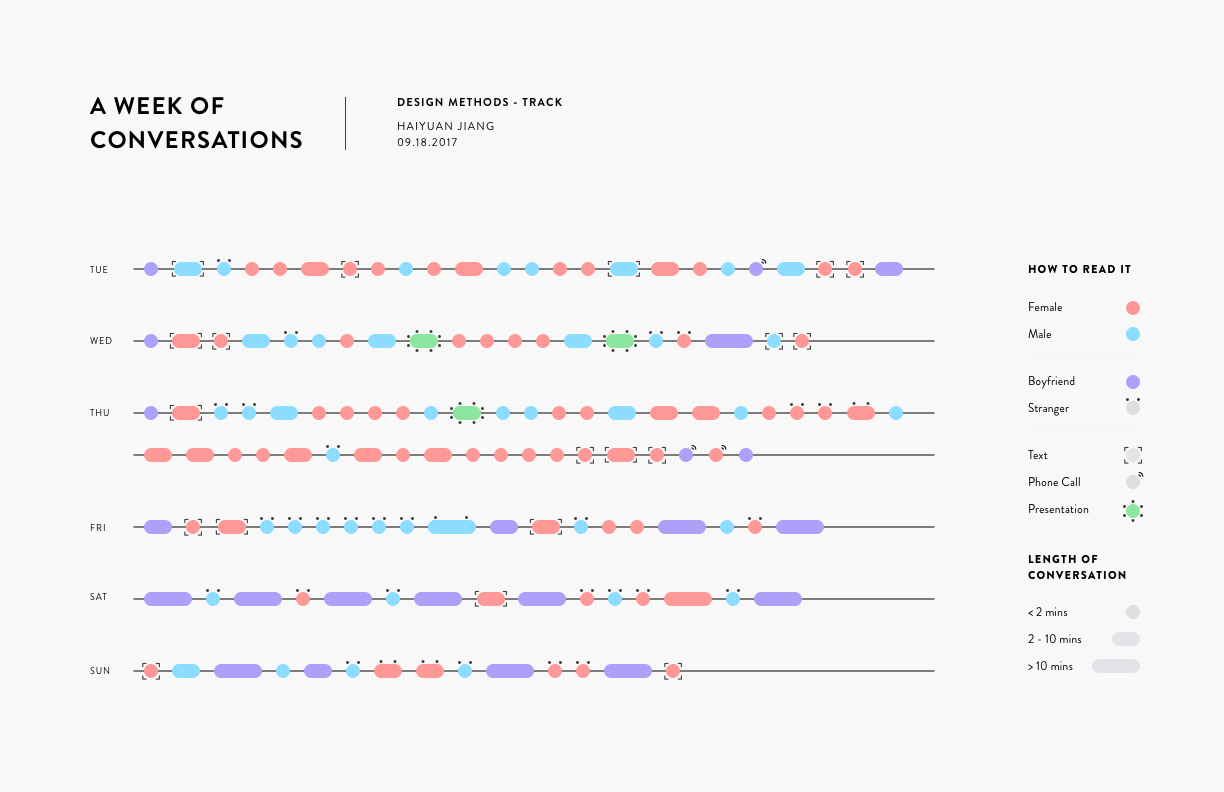 A WEEK OF
CONVERSATIONS
DESIGN METHODS - TRACK
HAIYUAN JIANG
09.18.2017
TUE
WED
THU
FRI
SAT
SUN
HOW TO READ IT
Female
Male
Boyfriend
Stranger
Text
Phone Call
Presentation
LENGTH OF
CONVERSATION
< 2 mins
2 - 10 mins
> 10 mins